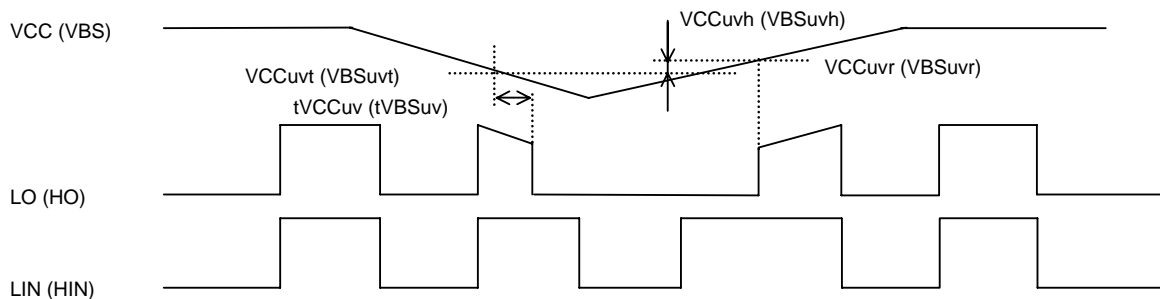 VCCuvh (VBSuvh)
VCC (VBS)
VCCuvt (VBSuvt)
VCCuvr (VBSuvr)
tVCCuv (tVBSuv)
LO (HO)
LIN (HIN)